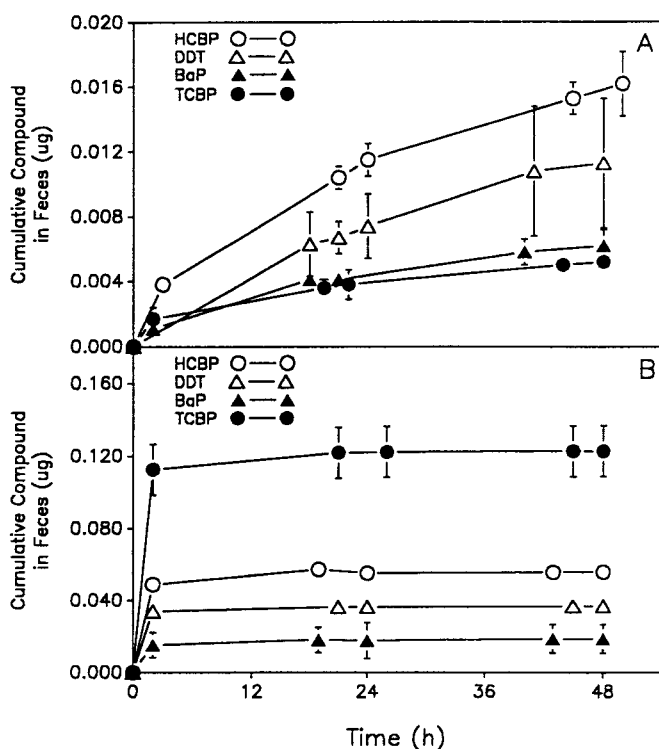 A
HCBP
DDT
BaP
TCBP
Cumulative Compound
in Feces (ug)
0.020
0.016
0.012
0.008
0.004
0.000
B
HCBP
DDT
BaP
TCBP
Cumulative Compound
in Feces (ug)
0.160
0.120
0.080
0.040
0.000
0 12 24 36 48
Time (h)